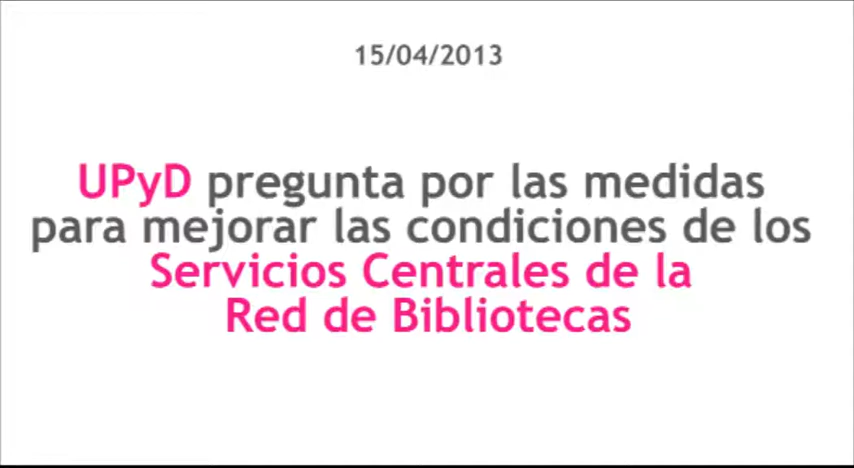 15/04/2013
UPyD pregunta por las medidas
para mejorar las condiciones de los
Servicios Centrales de la
Red de Bibliotecas